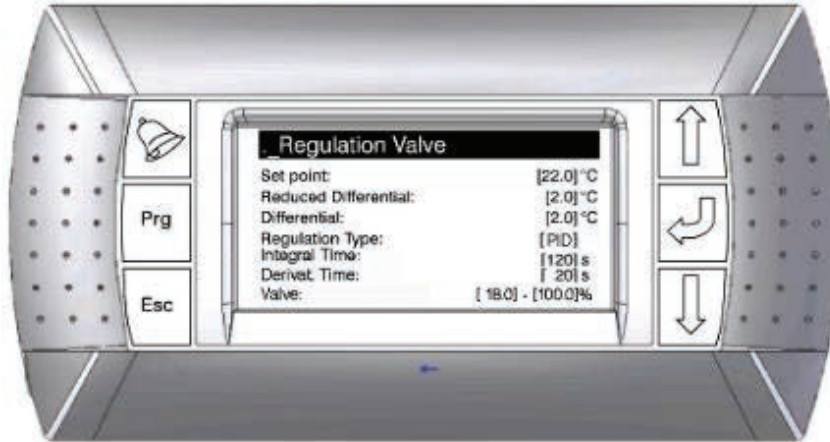 ._Regulation Valve
Set point: [22.0]°C
Reduced Differential: [2.0]°C
Differential: [2.0]°C
Regulation Type: [PID]
Integral Time: [120] s
Derivat. Time: [ 20] s
Valve: [ 18.0] - [100.0]%
Prg
Esc